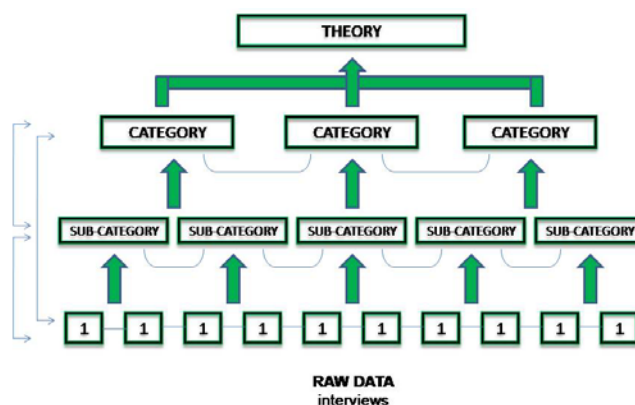 THEORY
CATEGORY CATEGORY CATEGORY
SUB-CATEGORY SUB-CATEGORY SUB-CATEGORY SUB-CATEGORY SUB-CATEGORY
1 1 1 1 1 1 1 1 1 1
RAW DATA
interviews